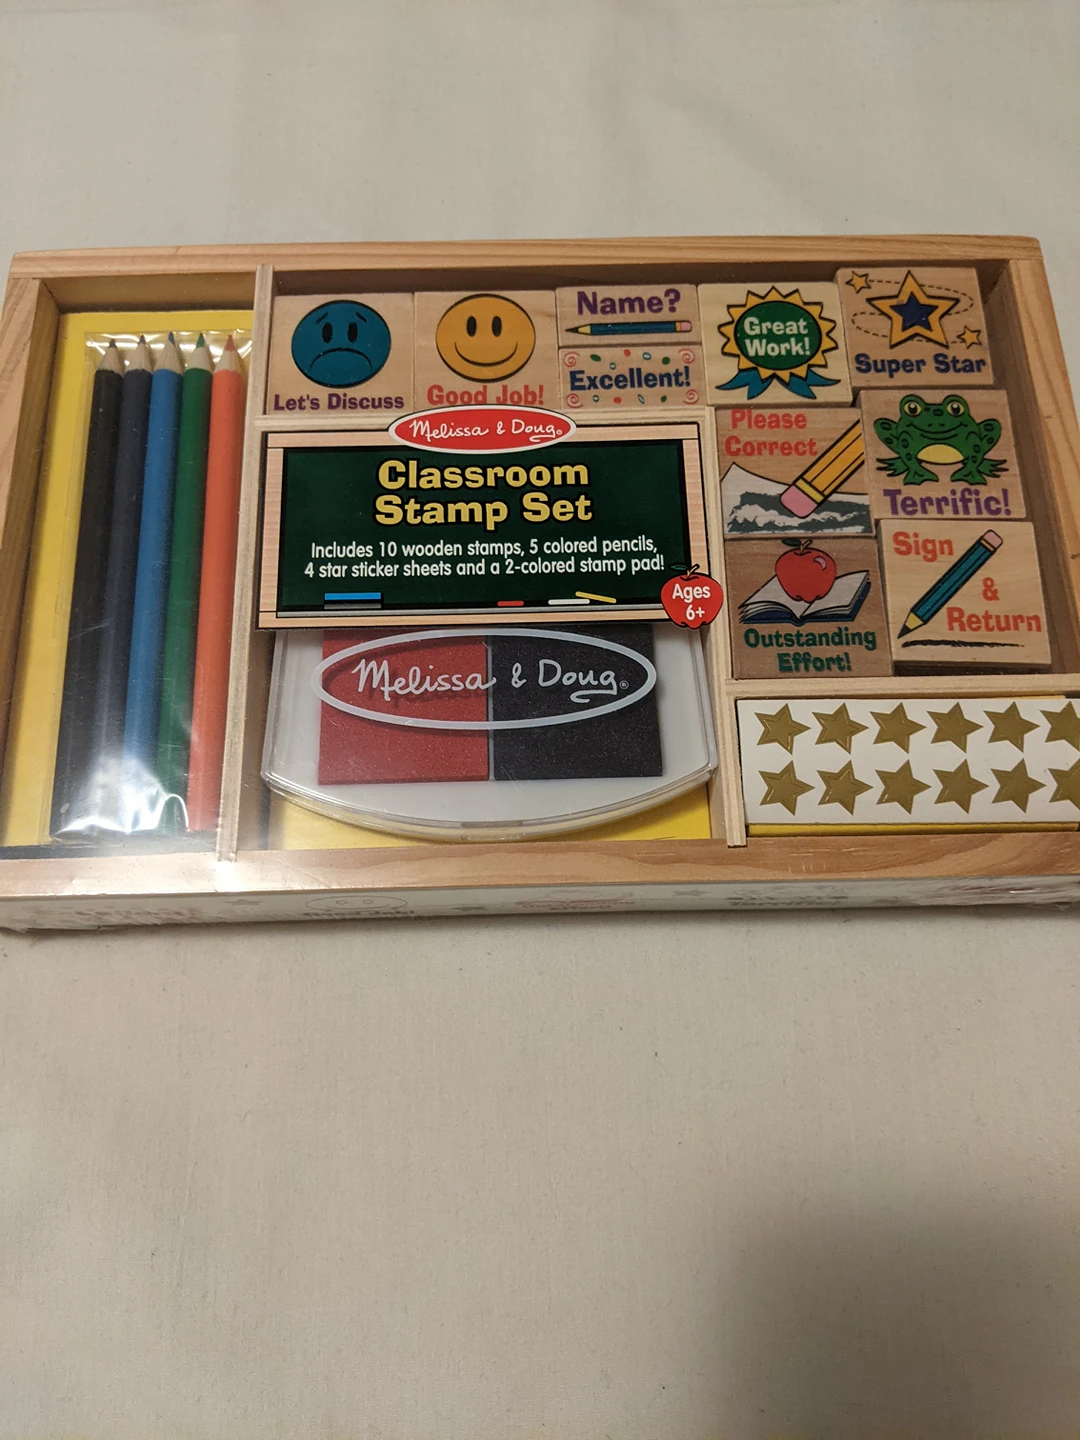 Let's Discuss
Good Job!
Name?
Excellent!
Great
Work!
Super Star
Melissa & Doug®
Classroom
Stamp Set
Includes 10 wooden stamps, 5 colored pencils,
4 star sticker sheets and a 2-colored stamp pad!
Ages
6+
Please
Correct
Terrific!
Sign
&
Return
Outstanding
Effort!
Melissa & Doug®
Good Job!